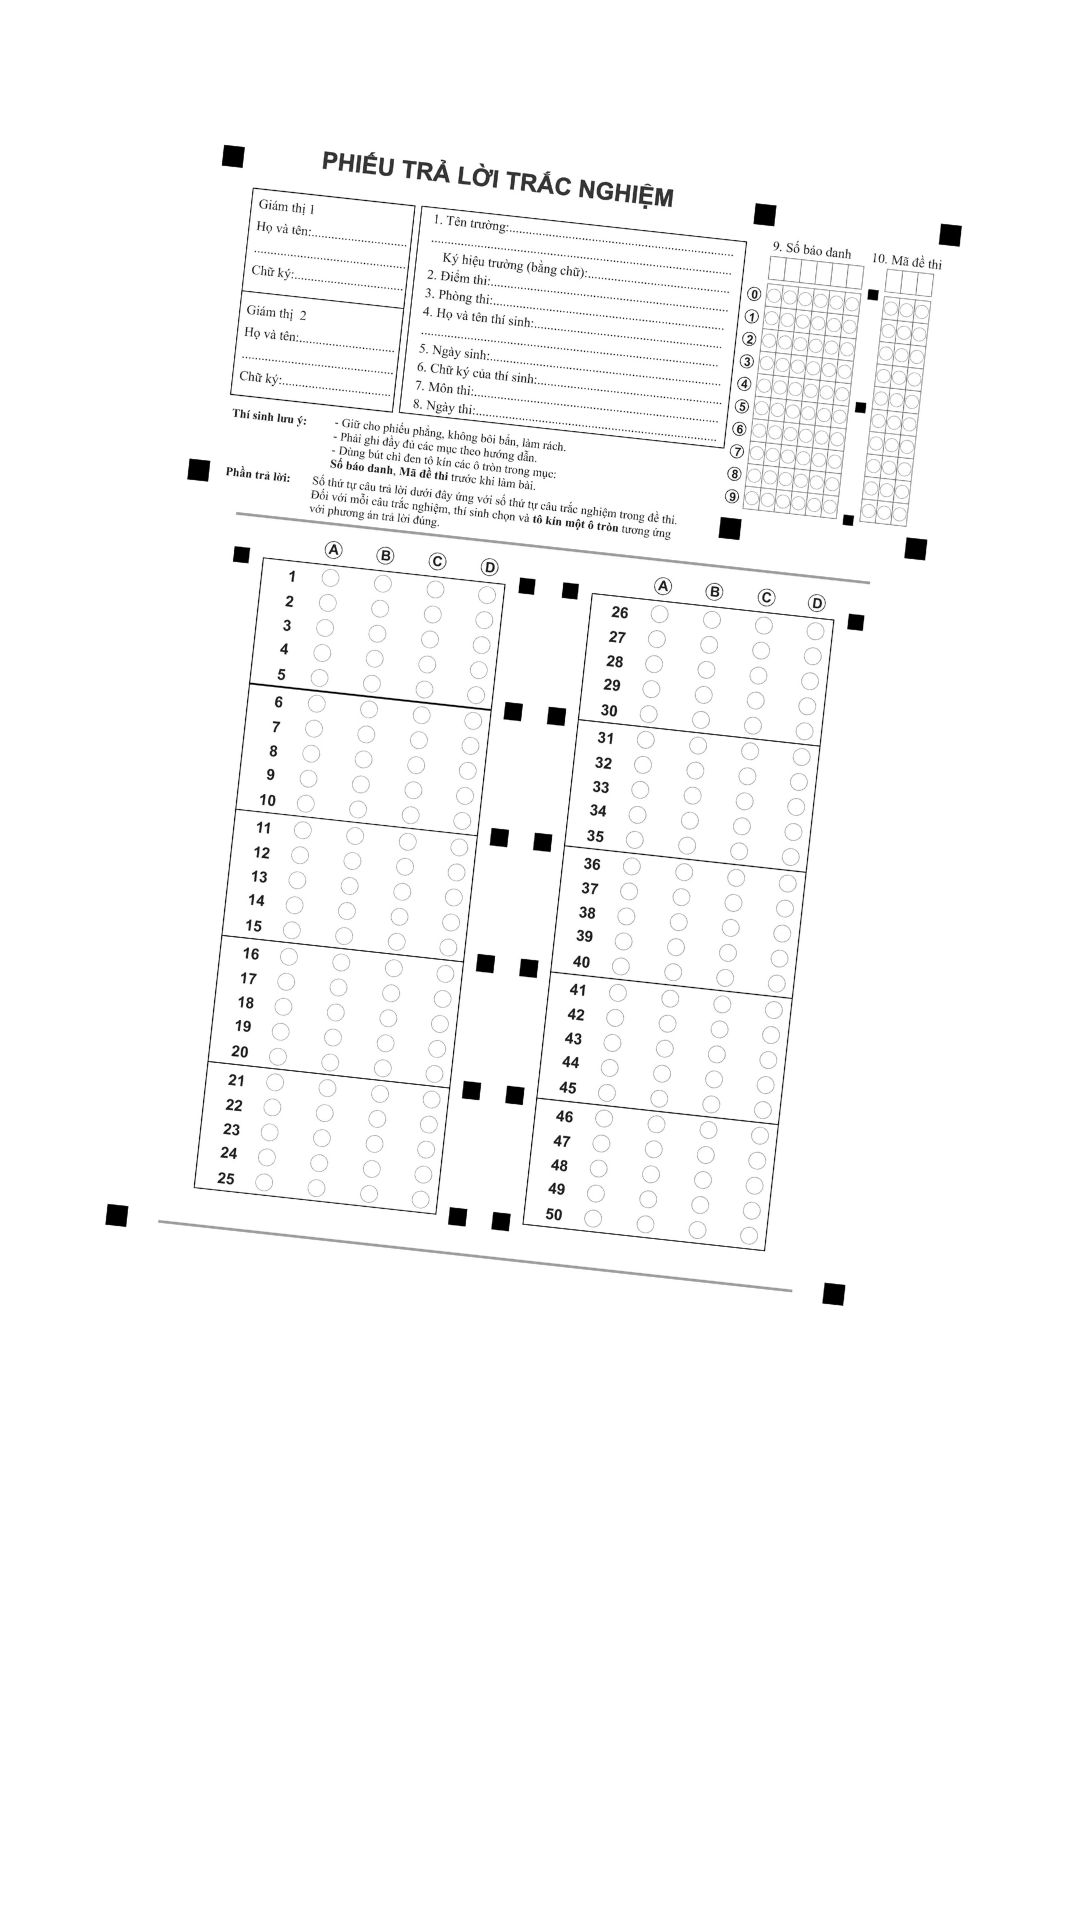 PHIẾU TRẢ LỜI TRẮC NGHIỆM
Giám thị 1
Họ và tên:
Chữ ký:
Giám thị 2
Họ và tên:
Chữ ký:
1. Tên trường:
Ký hiệu trường (bằng chữ):
2. Điểm thi:
3. Phòng thi:
4. Họ và tên thí sinh:
5. Ngày sinh:
6. Chữ ký của thí sinh:
7. Môn thi:
8. Ngày thi:
9. Số báo danh
10. Mã đề thi
0
1
2
3
4
5
6
7
8
9
Thí sinh lưu ý:
- Giữ cho phiếu phẳng, không bôi bẩn, làm rách.
- Phải ghi đầy đủ các mục theo hướng dẫn.
- Dùng bút chì đen tô kín các ô tròn trong mục:
Số báo danh, Mã đề thi trước khi làm bài.
Phần trả lời:
Số thứ tự câu trả lời dưới đây ứng với số thứ tự câu trắc nghiệm trong đề thi.
Đối với mỗi câu trắc nghiệm, thí sinh chọn và tô kín một ô tròn tương ứng
với phương án trả lời đúng.
A B C D
1
2
3
4
5
6
7
8
9
10
11
12
13
14
15
16
17
18
19
20
21
22
23
24
25
A B C D
26
27
28
29
30
31
32
33
34
35
36
37
38
39
40
41
42
43
44
45
46
47
48
49
50